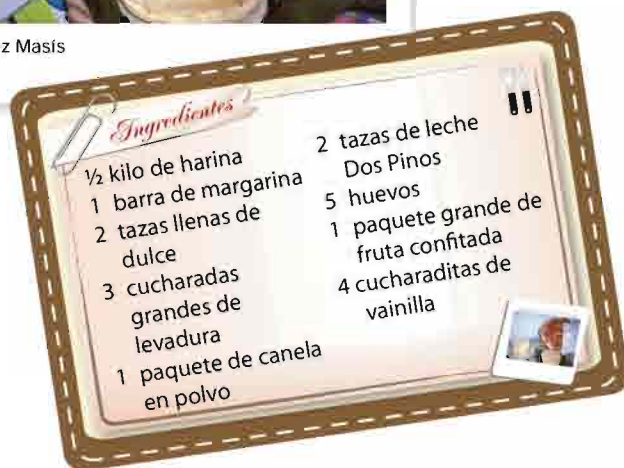 z Masís
Ingredientes
½ kilo de harina
1 barra de margarina
2 tazas llenas de
dulce
3 cucharadas
grandes de
levadura
1 paquete de canela
en polvo
2 tazas de leche
Dos Pinos
5 huevos
1 paquete grande de
fruta confitada
4 cucharaditas de
vainilla